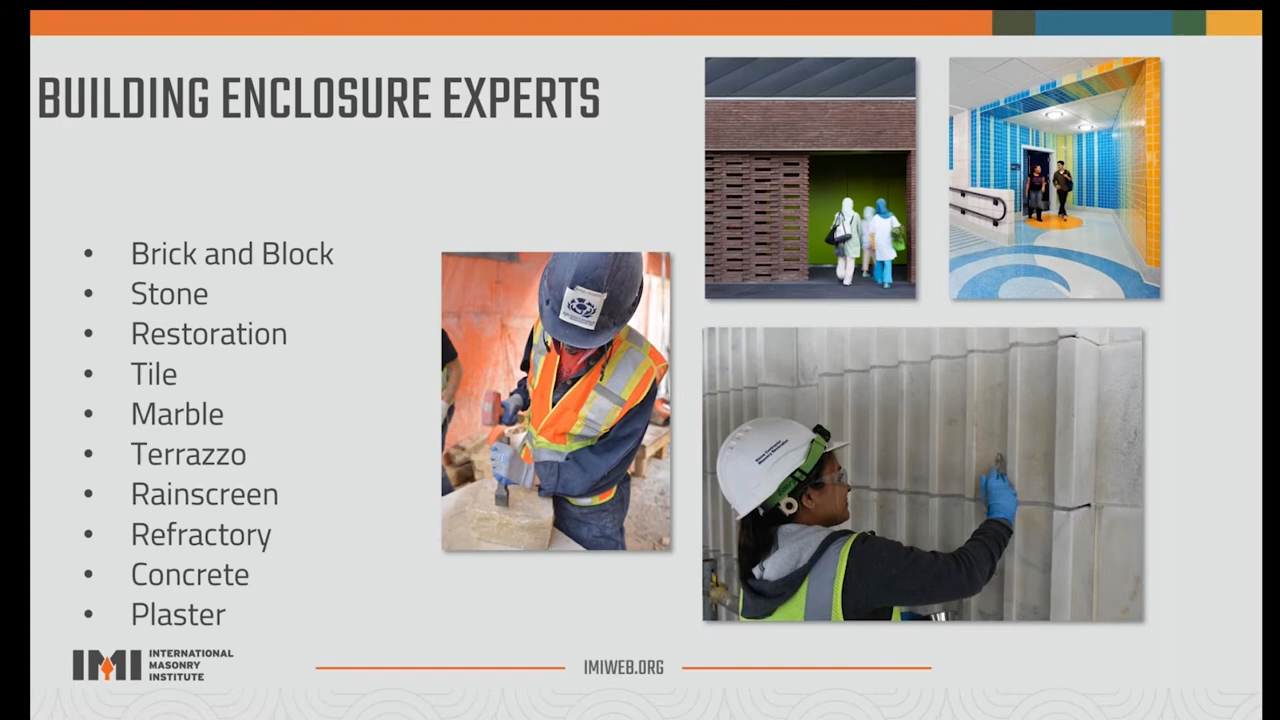 BUILDING ENCLOSURE EXPERTS
• Brick and Block
• Stone
• Restoration
• Tile
• Marble
• Terrazzo
• Rainscreen
• Refractory
• Concrete
• Plaster
IMI INTERNATIONAL
MASONRY
INSTITUTE
IMIWEB.ORG